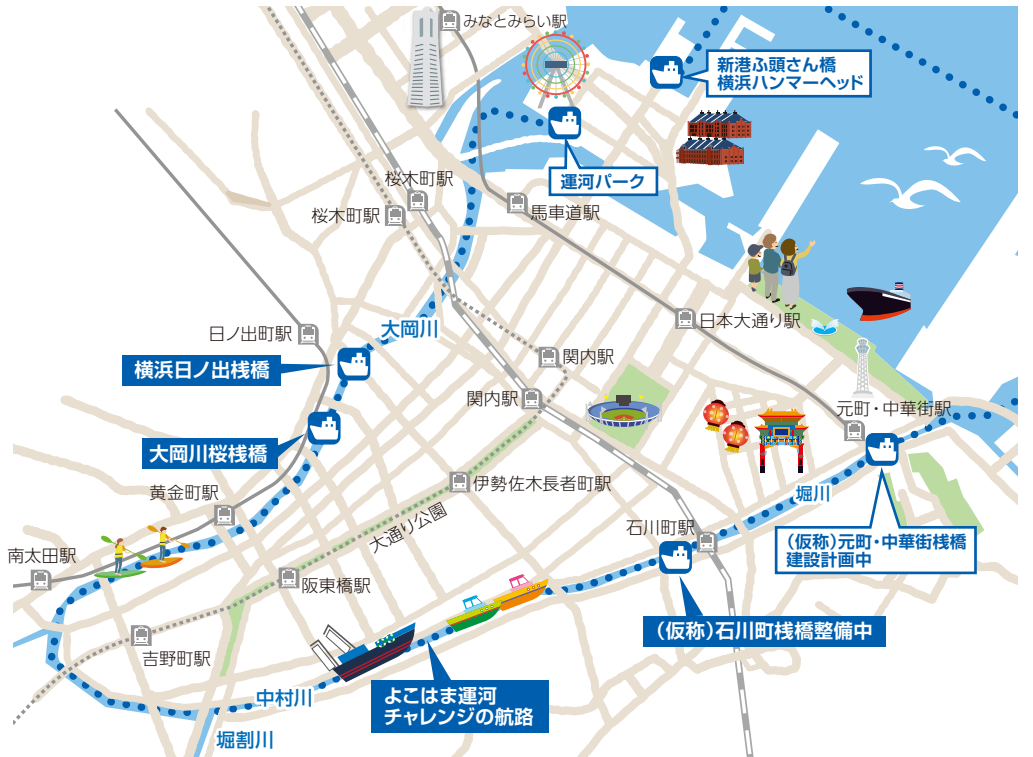 みなとみらい駅
新港ふ頭さん橋
横浜ハンマーヘッド
運河パーク
桜木町駅
桜木町駅
馬車道駅
日ノ出町駅
大岡川
日本大通り駅
横浜日ノ出桟橋
関内駅
関内駅
元町・中華街駅
大岡川桜桟橋
黄金町駅
伊勢佐木長者町駅
堀川
大通り公園
石川町駅
(仮称)元町・中華街桟橋
建設計画中
南太田駅
阪東橋駅
(仮称)石川町桟橋整備中
吉野町駅
よこはま運河
チャレンジの航路
中村川
堀割川